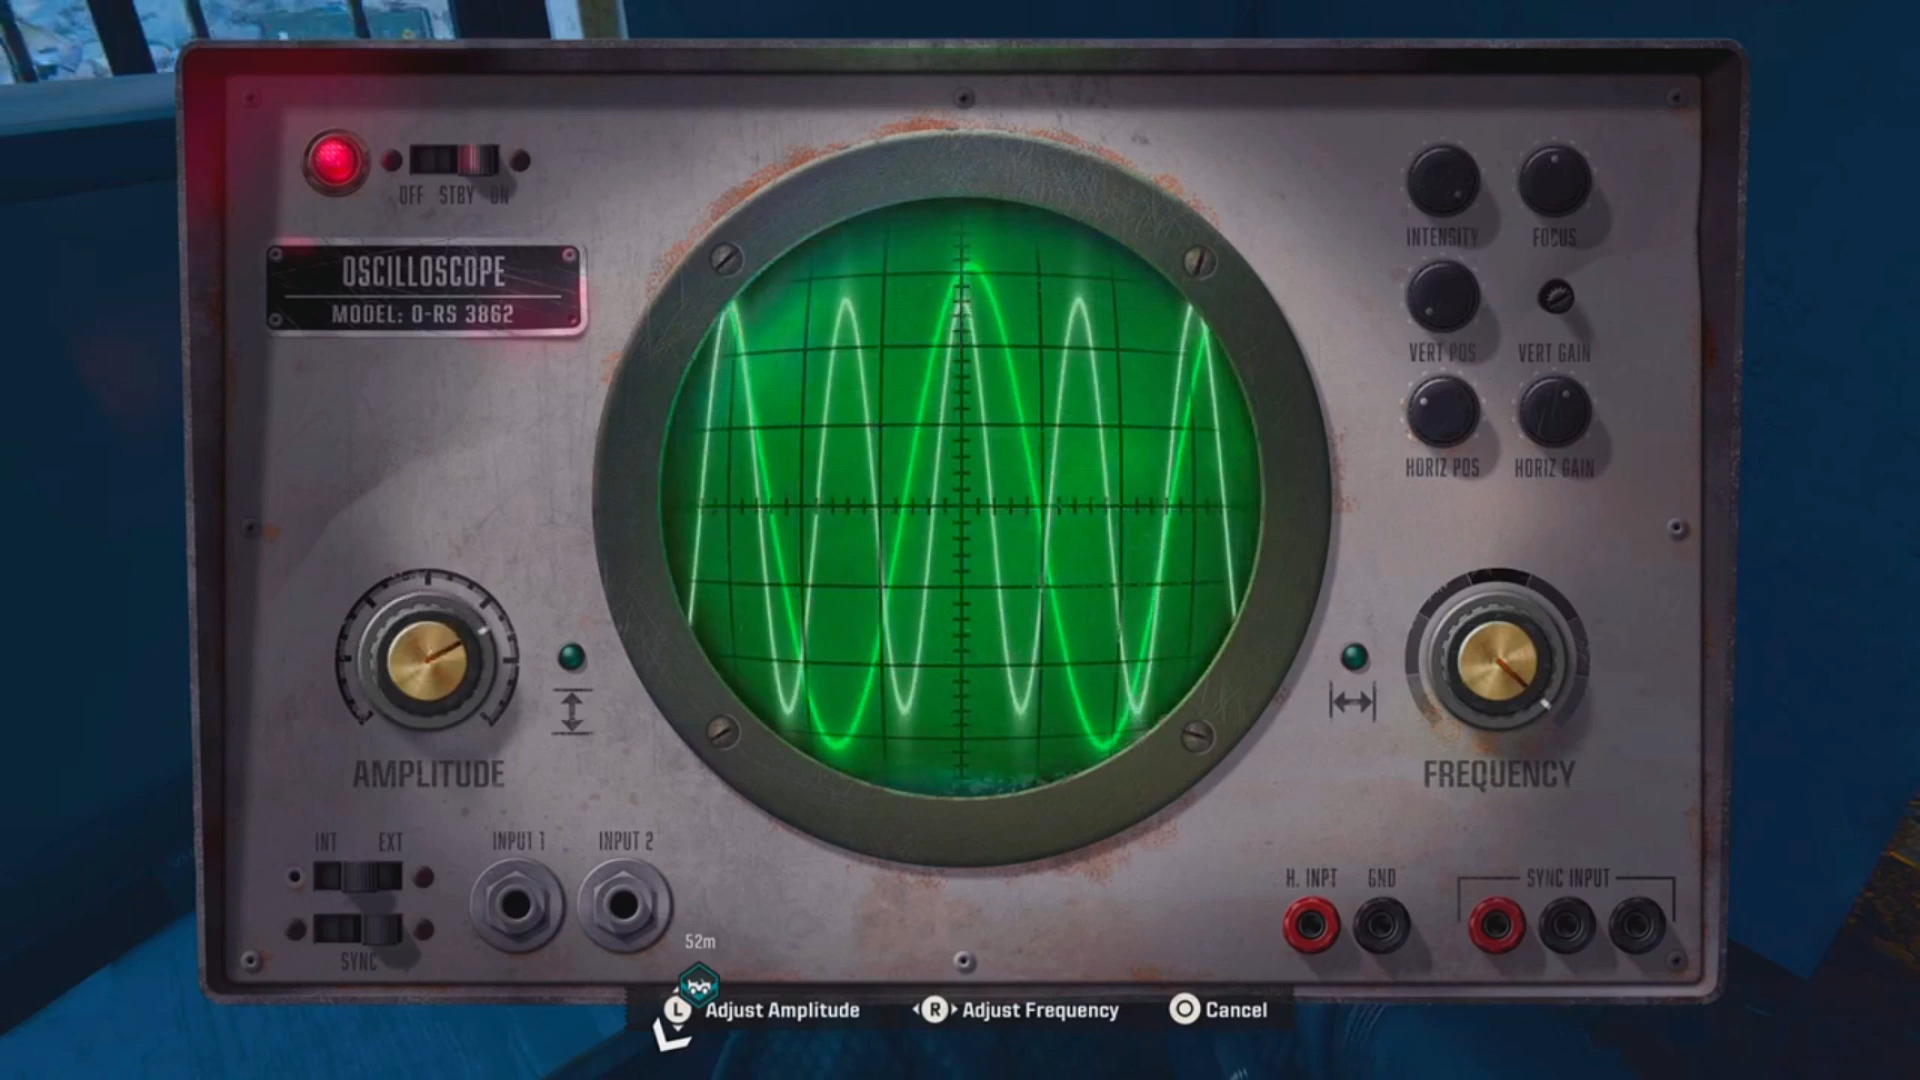 OFF STBY ON
OSCILLOSCOPE
MODEL: O-RS 3862
INTENSITY
FOCUS
VERT POS
VERT GAIN
HORIZ POS
HORIZ GAIN
AMPLITUDE
FREQUENCY
INT EXT
INPUT 1
INPUT 2
SYNC
H. INPT GND
SYNC INPUT
52m
L Adjust Amplitude
R Adjust Frequency
Cancel